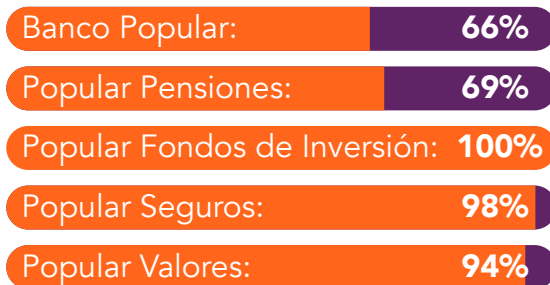 Banco Popular: 66%
Popular Pensiones: 69%
Popular Fondos de Inversión: 100%
Popular Seguros: 98%
Popular Valores: 94%